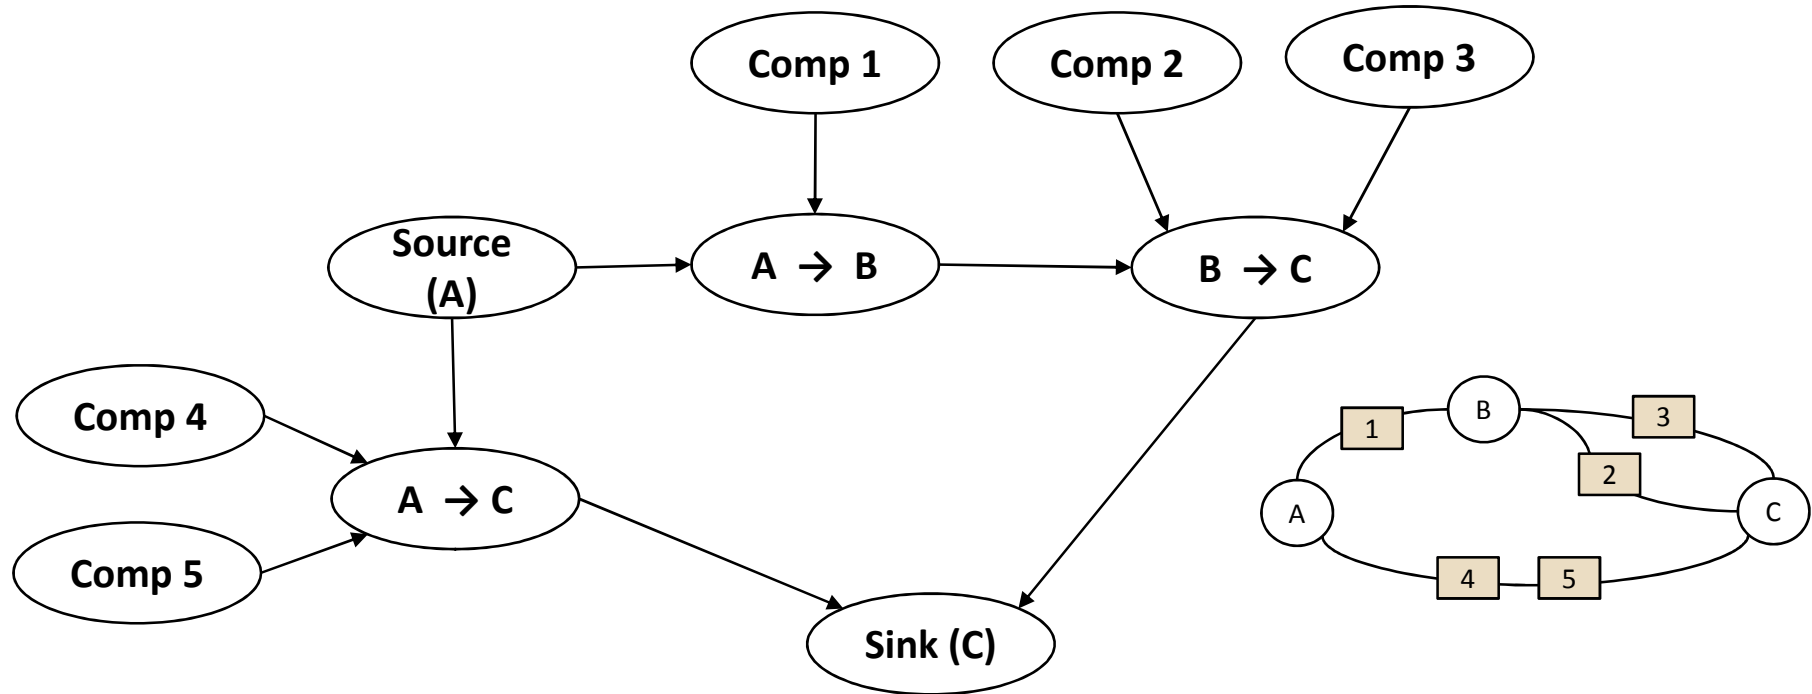 Comp 1
Comp 2
Comp 3
Source
(A)
A → B
B → C
Comp 4
A → C
Comp 5
Sink (C)
B
1
3
2
A
C
4
5